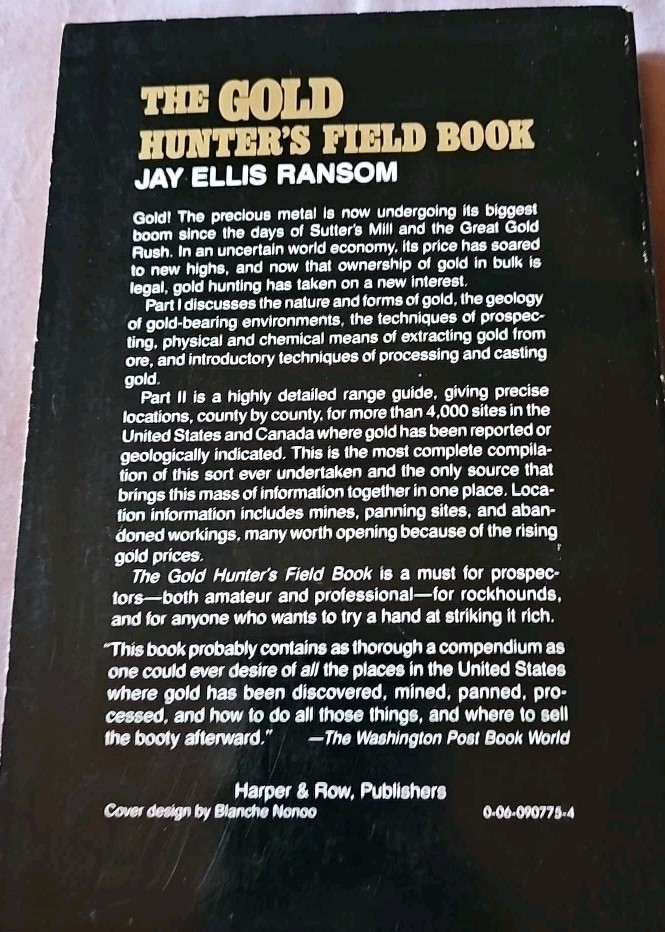 THE GOLD
HUNTER'S FIELD BOOK
JAY ELLIS RANSOM
Gold! The precious metal is now undergoing its biggest
boom since the days of Sutter's Mill and the Great Gold
Rush. In an uncertain world economy, its price has soared
to new highs, and now that ownership of gold in bulk is
legal, gold hunting has taken on a new interest.
Part I discusses the nature and forms of gold, the geology
of gold-bearing environments, the techniques of prospec-
ting, physical and chemical means of extracting gold from
ore, and introductory techniques of processing and casting
gold.
Part II is a highly detailed range guide, giving precise
locations, county by county, for more than 4,000 sites in the
United States and Canada where gold has been reported or
geologically indicated. This is the most complete compila-
tion of this sort ever undertaken and the only source that
brings this mass of information together in one place. Loca-
tion information includes mines, panning sites, and aban-
doned workings, many worth opening because of the rising
gold prices.
The Gold Hunter's Field Book is a must for prospec-
tors—both amateur and professional—for rockhounds,
and for anyone who wants to try a hand at striking it rich.
"This book probably contains as thorough a compendium as
one could ever desire of all the places in the United States
where gold has been discovered, mined, panned, pro-
cessed, and how to do all those things, and where to sell
the booty afterward." —The Washington Post Book World
Harper & Row, Publishers
Cover design by Blanche Nonoo 0-06-090775-4